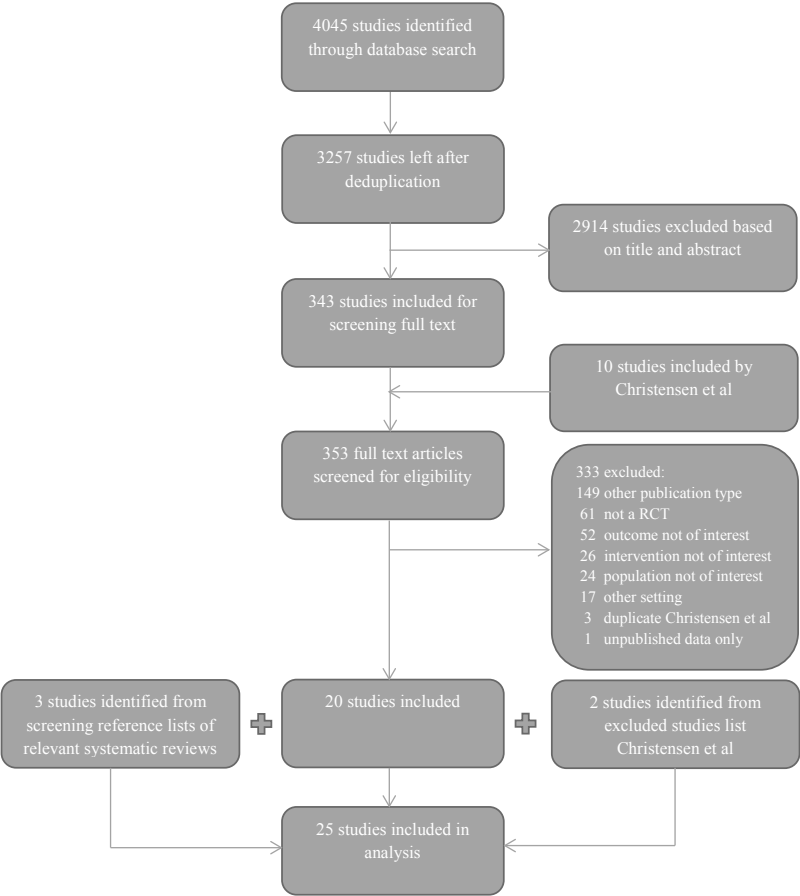 4045 studies identified
through database search
3257 studies left after
deduplication
2914 studies excluded based
on title and abstract
343 studies included for
screening full text
10 studies included by
Christensen et al
353 full text articles
screened for eligibility
333 excluded:
149 other publication type
61 not a RCT
52 outcome not of interest
26 intervention not of interest
24 population not of interest
17 other setting
3 duplicate Christensen et al
1 unpublished data only
3 studies identified from
screening reference lists of
relevant systematic reviews
20 studies included
2 studies identified from
excluded studies list
Christensen et al
25 studies included in
analysis